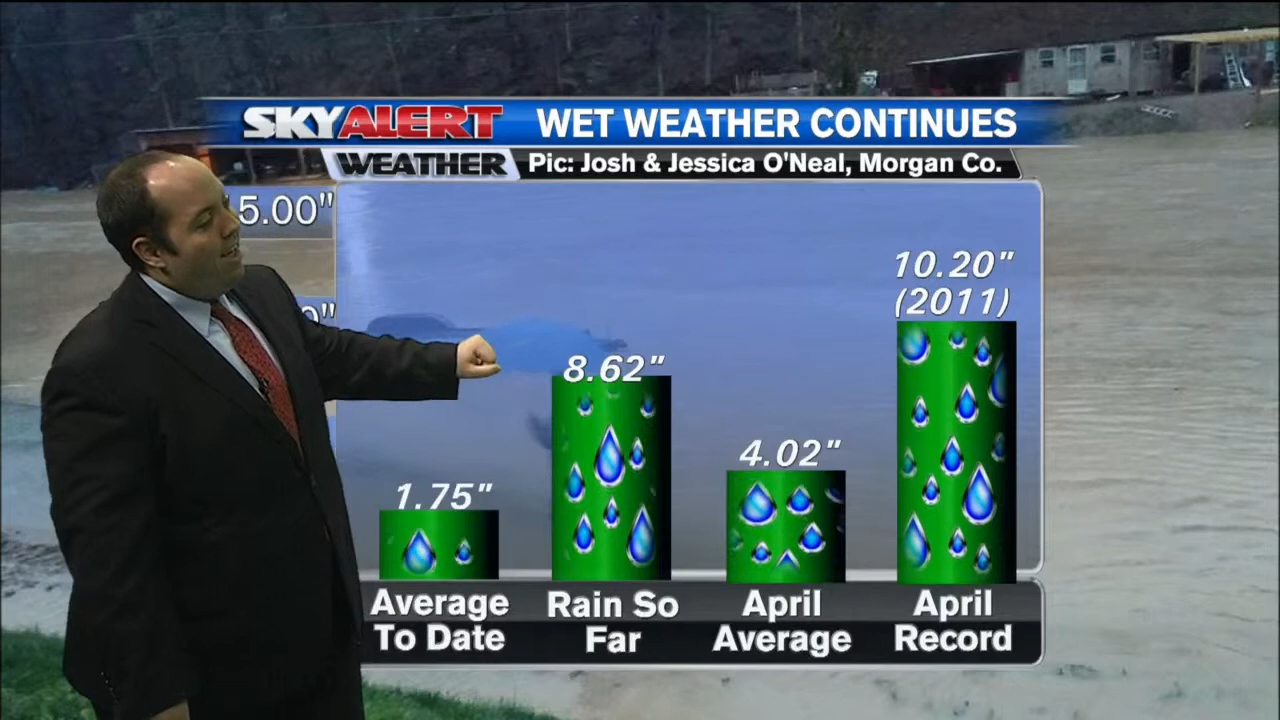 SKYALERT WET WEATHER CONTINUES
WEATHER Pic: Josh & Jessica O'Neal, Morgan Co.
5.00"
0"
10.20"
(2011)
8.62"
4.02"
1.75"
Average
To Date
Rain So
Far
April
Average
April
Record